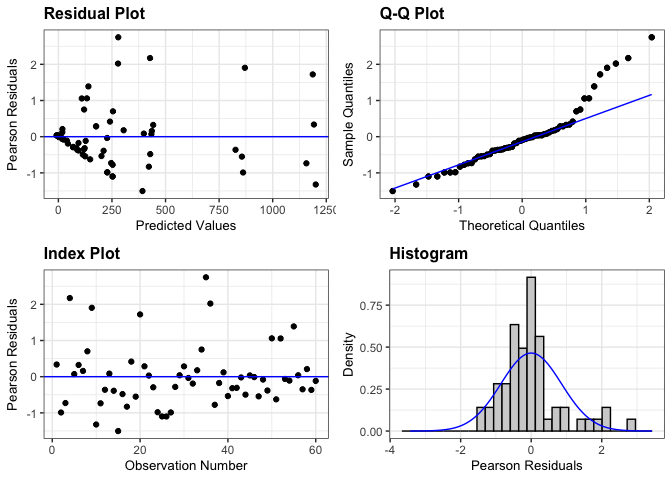 Residual Plot
Pearson Residuals
2
1
0
-1
0
250
500
750
1000
1250
Predicted Values
Q-Q Plot
Sample Quantiles
2
1
0
-1
-2
-1
0
1
2
Theoretical Quantiles
Index Plot
Pearson Residuals
2
1
0
-1
0
20
40
60
Observation Number
Histogram
Density
0.75
0.50
0.25
0.00
-4
-2
0
2
Pearson Residuals